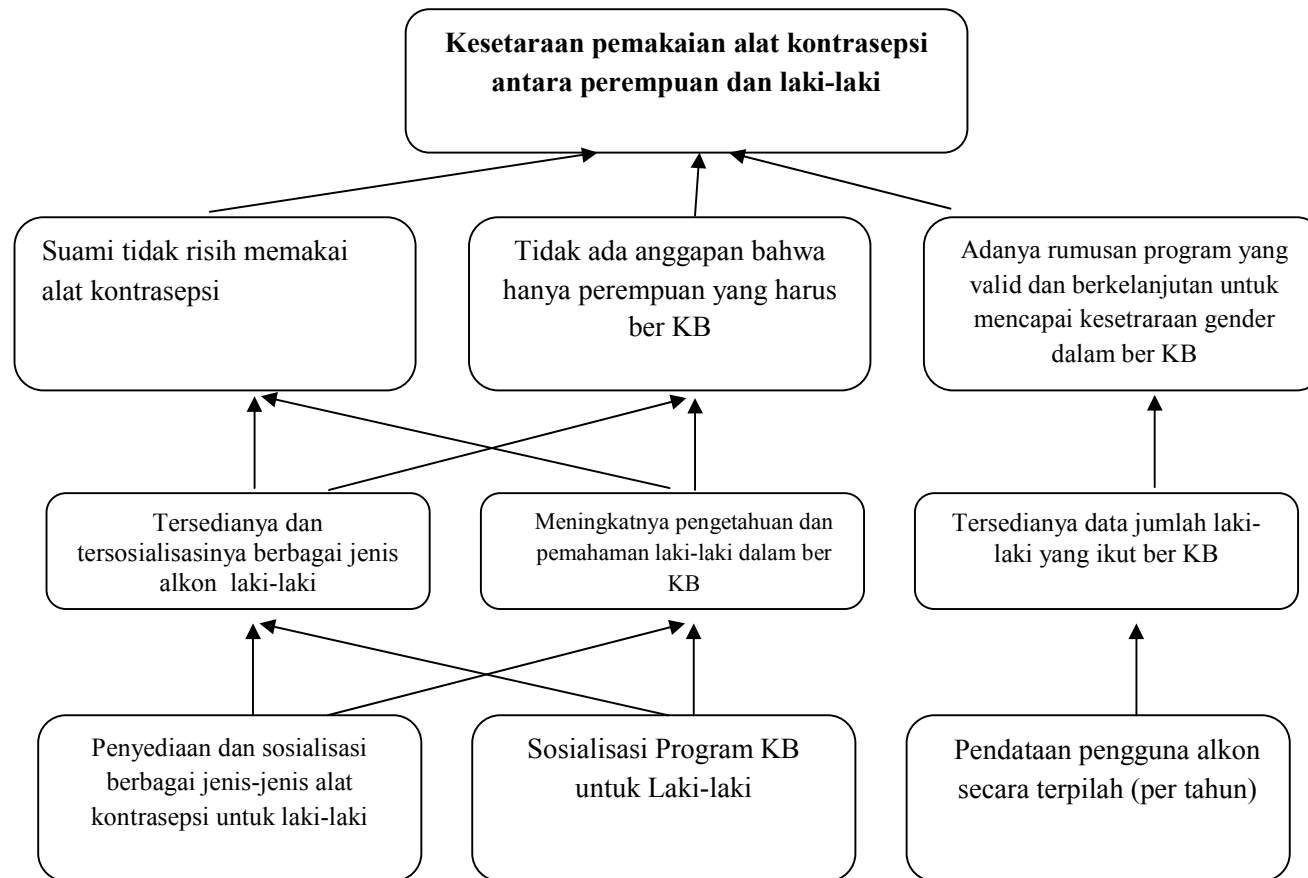 Kesetaraan pemakaian alat kontrasepsi
antara perempuan dan laki-laki
Suami tidak risih memakai
alat kontrasepsi
Tidak ada anggapan bahwa
hanya perempuan yang harus
ber KB
Adanya rumusan program yang
valid dan berkelanjutan untuk
mencapai kesetraraan gender
dalam ber KB
Tersedianya dan
tersosialisasinya berbagai jenis
alkon laki-laki
Meningkatnya pengetahuan dan
pemahaman laki-laki dalam ber
KB
Tersedianya data jumlah laki-
laki yang ikut ber KB
Penyediaan dan sosialisasi
berbagai jenis-jenis alat
kontrasepsi untuk laki-laki
Sosialisasi Program KB
untuk Laki-laki
Pendataan pengguna alkon
secara terpilah (per tahun)